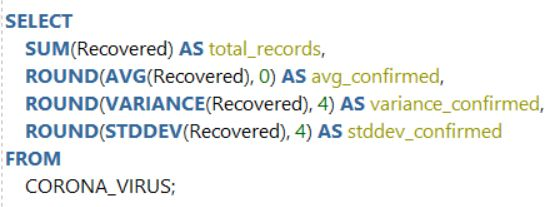 SELECT
SUM(Recovered) AS total_records,
ROUND(AVG(Recovered), 0) AS avg_confirmed,
ROUND(VARIANCE(Recovered), 4) AS variance_confirmed,
ROUND(STDDEV(Recovered), 4) AS stddev_confirmed
FROM
CORONA_VIRUS;